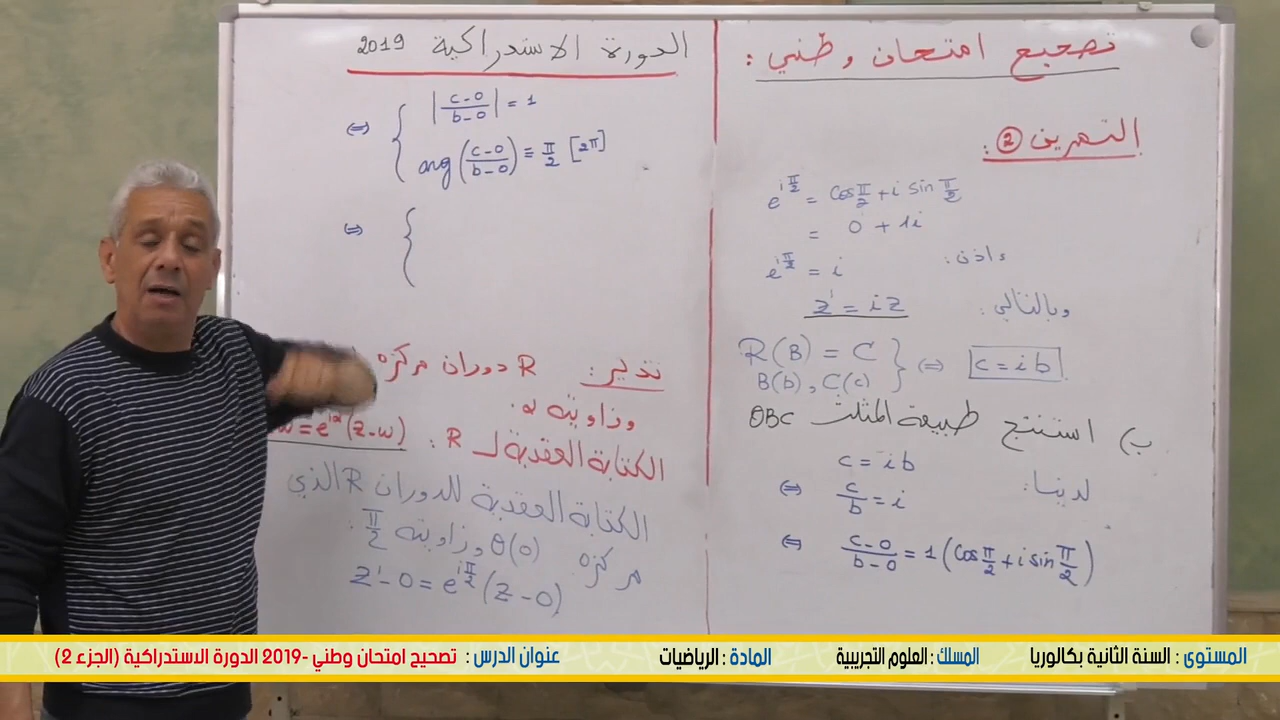 تصحيح امتحان وطني :
الدورة الاستدراكية 2019
التمرين ② :
e^{iπ/2} = cos π/2 + i sin π/2
= 0 + 1i
إذن: e^{iπ/2} = i
وبالتالي: z' = iz
R(B) = C
B(b), C(c) } ⇔ c = ib
ب) استنتج طبيعة المثلث OBC
لدينا: c = ib
⇔ c/b = i
⇔ (c-0)/(b-0) = 1(cos π/2 + i sin π/2)
⇔ { |(c-0)/(b-0)| = 1
arg((c-0)/(b-0)) ≡ π/2 [2π]
⇔ {
تذكير: R دوران مركزه
وزاويته α.
الكتابة العقدية لـ R : ω = e^{iα}(z-ω)
الكتابة العقدية للدوران R الذي
مركزه O(0) وزاويته π/2 :
z' - 0 = e^{iπ/2}(z - 0)
المستوى : السنة الثانية بكالوريا
المسلك : العلوم التجريبية
المادة : الرياضيات
عنوان الدرس : تصحيح امتحان وطني -2019 الدورة الاستدراكية (الجزء 2)